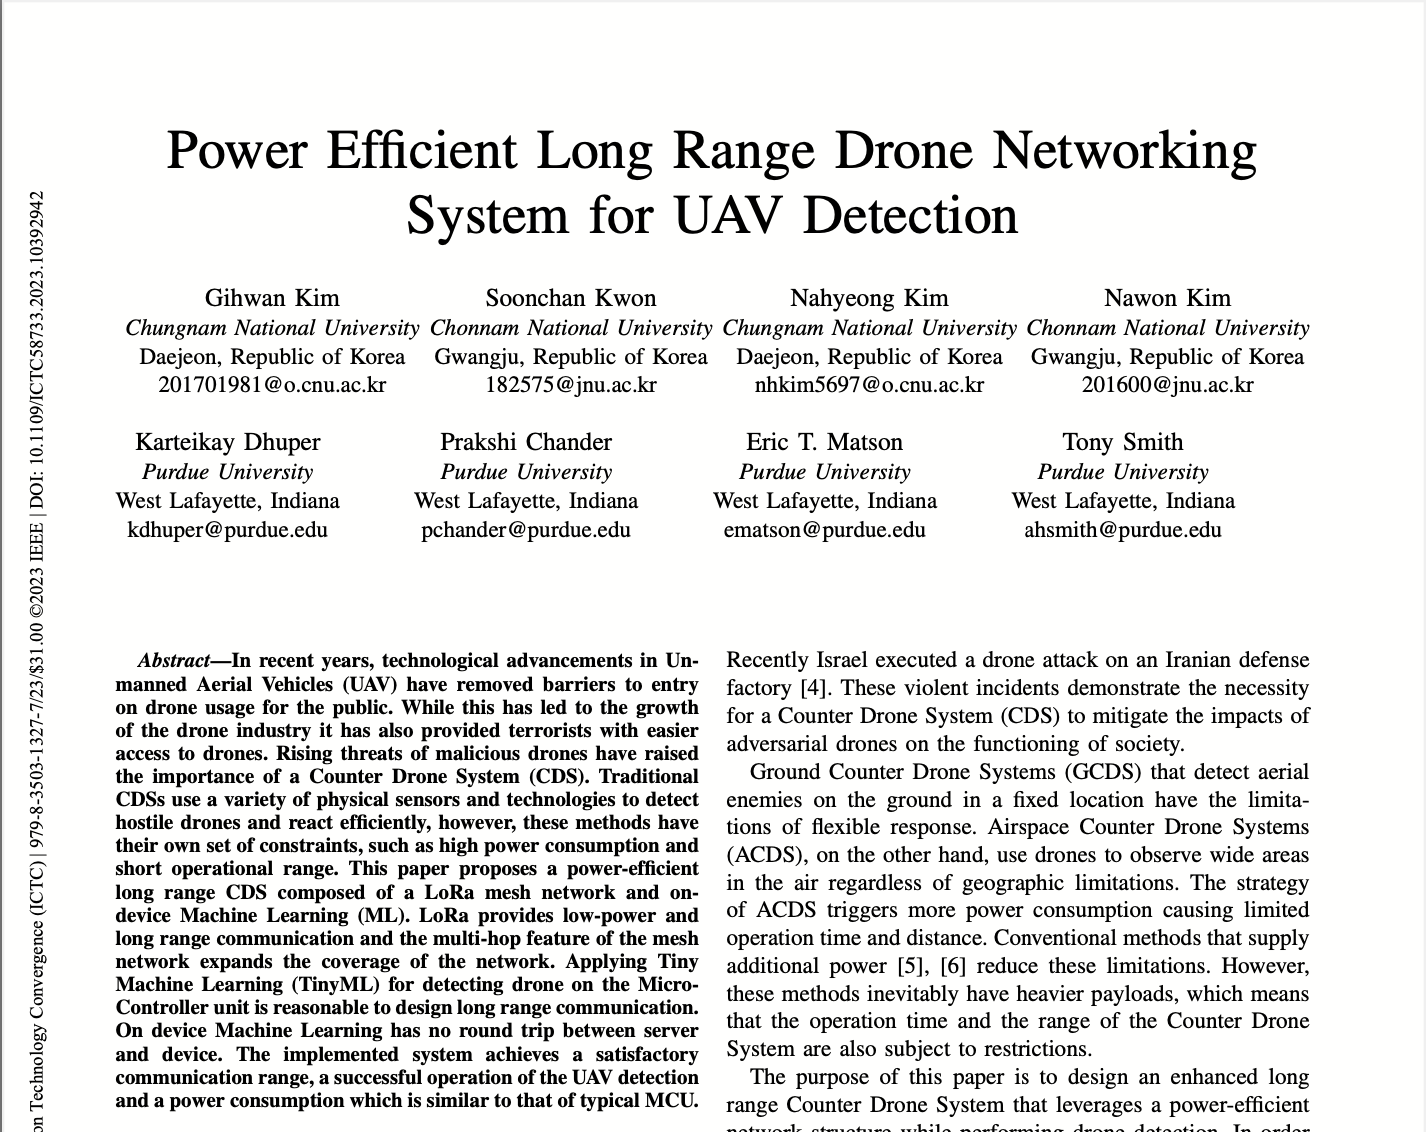 Power Efficient Long Range Drone Networking
System for UAV Detection
Gihwan Kim
Chungnam National University
Daejeon, Republic of Korea
201701981@o.cnu.ac.kr
Soonchan Kwon
Chonnam National University
Gwangju, Republic of Korea
182575@jnu.ac.kr
Nahyeong Kim
Chungnam National University
Daejeon, Republic of Korea
nhkim5697@o.cnu.ac.kr
Nawon Kim
Chonnam National University
Gwangju, Republic of Korea
201600@jnu.ac.kr
Karteikay Dhuper
Purdue University
West Lafayette, Indiana
kdhuper@purdue.edu
Prakshi Chander
Purdue University
West Lafayette, Indiana
pchander@purdue.edu
Eric T. Matson
Purdue University
West Lafayette, Indiana
ematson@purdue.edu
Tony Smith
Purdue University
West Lafayette, Indiana
ahsmith@purdue.edu
Abstract—In recent years, technological advancements in Un-
manned Aerial Vehicles (UAV) have removed barriers to entry
on drone usage for the public. While this has led to the growth
of the drone industry it has also provided terrorists with easier
access to drones. Rising threats of malicious drones have raised
the importance of a Counter Drone System (CDS). Traditional
CDSs use a variety of physical sensors and technologies to detect
hostile drones and react efficiently, however, these methods have
their own set of constraints, such as high power consumption and
short operational range. This paper proposes a power-efficient
long range CDS composed of a LoRa mesh network and on-
device Machine Learning (ML). LoRa provides low-power and
long range communication and the multi-hop feature of the mesh
network expands the coverage of the network. Applying Tiny
Machine Learning (TinyML) for detecting drone on the Micro-
Controller unit is reasonable to design long range communication.
On device Machine Learning has no round trip between server
and device. The implemented system achieves a satisfactory
communication range, a successful operation of the UAV detection
and a power consumption which is similar to that of typical MCU.
Recently Israel executed a drone attack on an Iranian defense
factory [4]. These violent incidents demonstrate the necessity
for a Counter Drone System (CDS) to mitigate the impacts of
adversarial drones on the functioning of society.
Ground Counter Drone Systems (GCDS) that detect aerial
enemies on the ground in a fixed location have the limita-
tions of flexible response. Airspace Counter Drone Systems
(ACDS), on the other hand, use drones to observe wide areas
in the air regardless of geographic limitations. The strategy
of ACDS triggers more power consumption causing limited
operation time and distance. Conventional methods that supply
additional power [5], [6] reduce these limitations. However,
these methods inevitably have heavier payloads, which means
that the operation time and the range of the Counter Drone
System are also subject to restrictions.
The purpose of this paper is to design an enhanced long
range Counter Drone System that leverages a power-efficient
network structure while performing drone detection. In order
on Technology Convergence (ICTC) | 979-8-3503-1327-7/23/$31.00 ©2023 IEEE | DOI: 10.1109/ICTC58733.2023.10392942